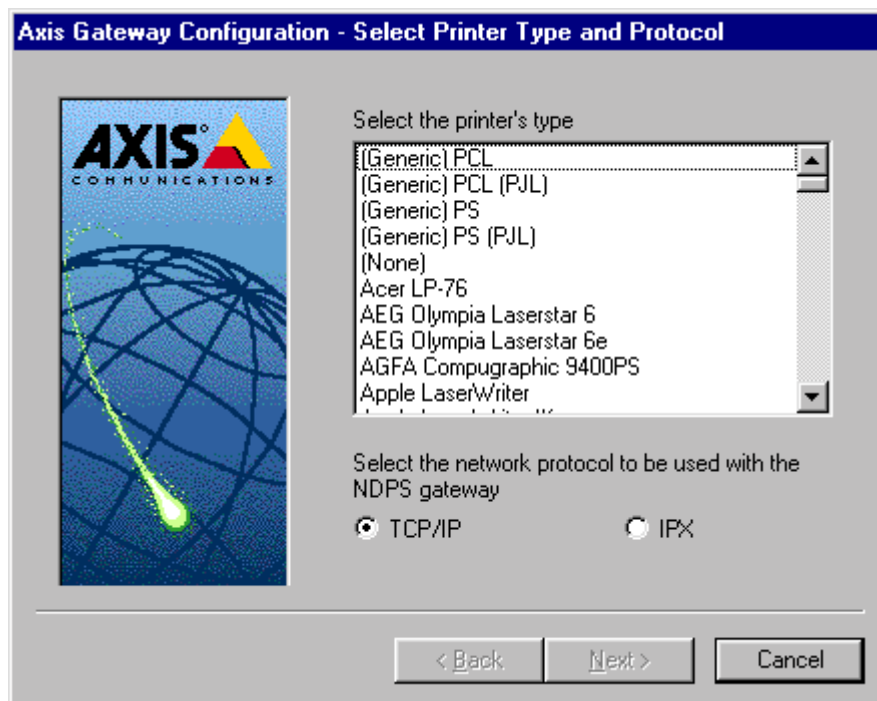 Axis Gateway Configuration - Select Printer Type and Protocol
AXIS
COMMUNICATIONS
Select the printer's type
(Generic) PCL
(Generic) PCL (PJL)
(Generic) PS
(Generic) PS (PJL)
(None)
Acer LP-76
AEG Olympia Laserstar 6
AEG Olympia Laserstar 6e
AGFA Compugraphic 9400PS
Apple LaserWriter
Select the network protocol to be used with the
NDPS gateway
TCP/IP
IPX
< Back
Next >
Cancel